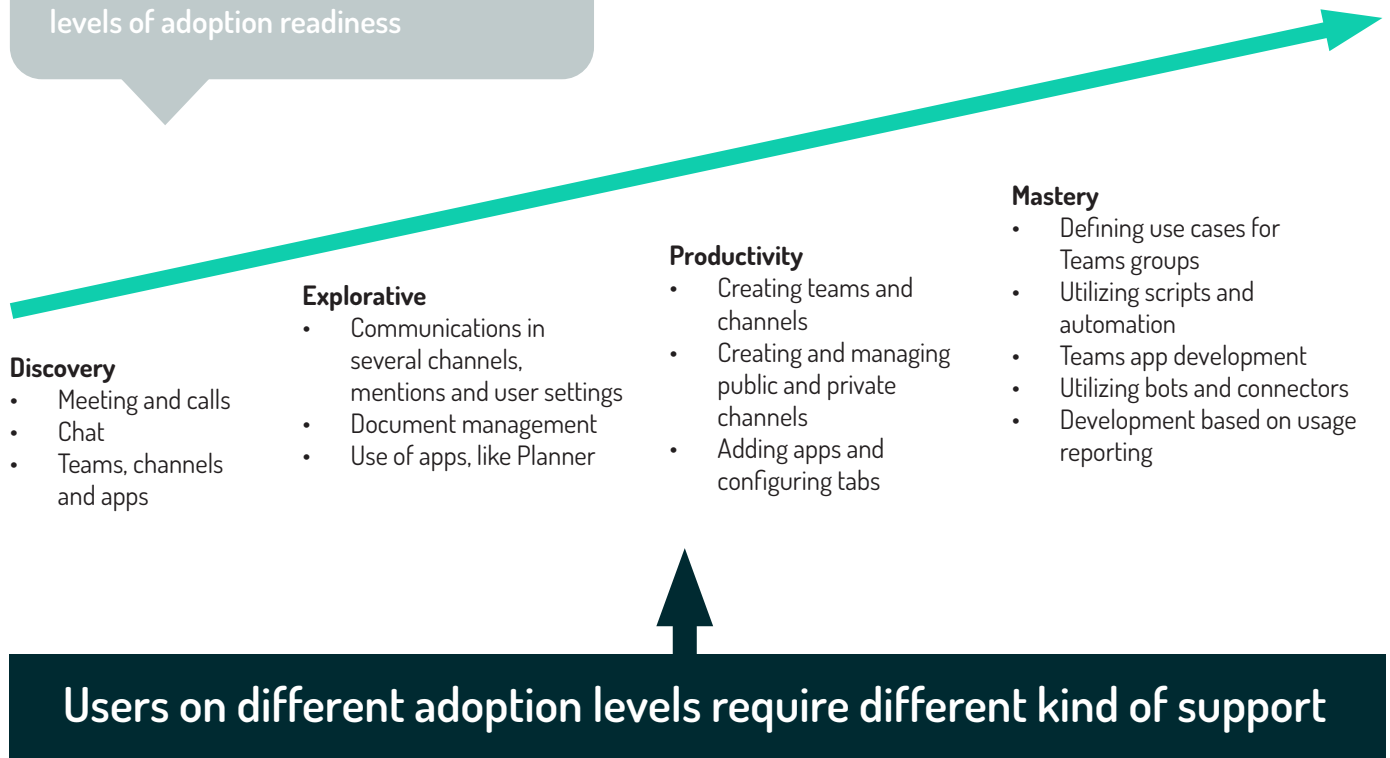 levels of adoption readiness
Discovery
• Meeting and calls
• Chat
• Teams, channels
and apps
Explorative
• Communications in
several channels,
mentions and user settings
• Document management
• Use of apps, like Planner
Productivity
• Creating teams and
channels
• Creating and managing
public and private
channels
• Adding apps and
configuring tabs
Mastery
• Defining use cases for
Teams groups
• Utilizing scripts and
automation
• Teams app development
• Utilizing bots and connectors
• Development based on usage
reporting
Users on different adoption levels require different kind of support